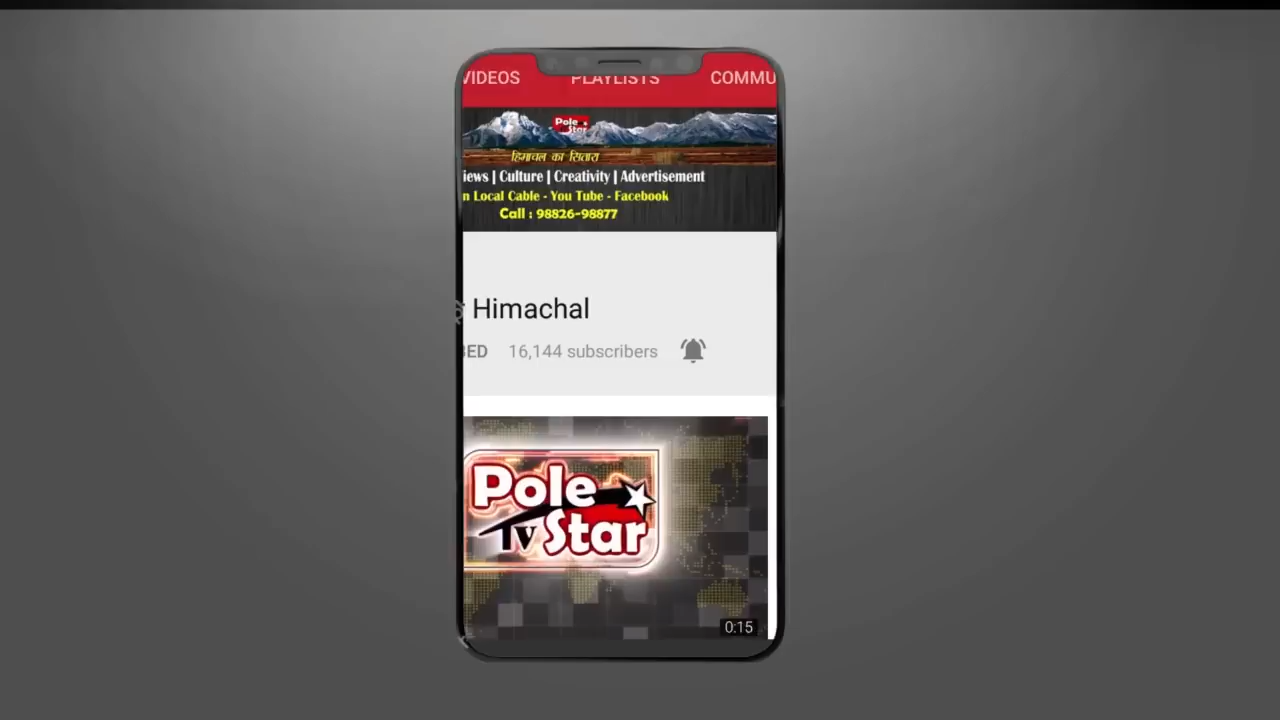 VIDEOS PLAYLISTS COMMU
Pole
Star
हिमाचल का सितारा
iews | Culture | Creativity | Advertisement
n Local Cable - You Tube - Facebook
Call : 98826-98877
Himachal
BED 16,144 subscribers
Pole
TV Star
0:15